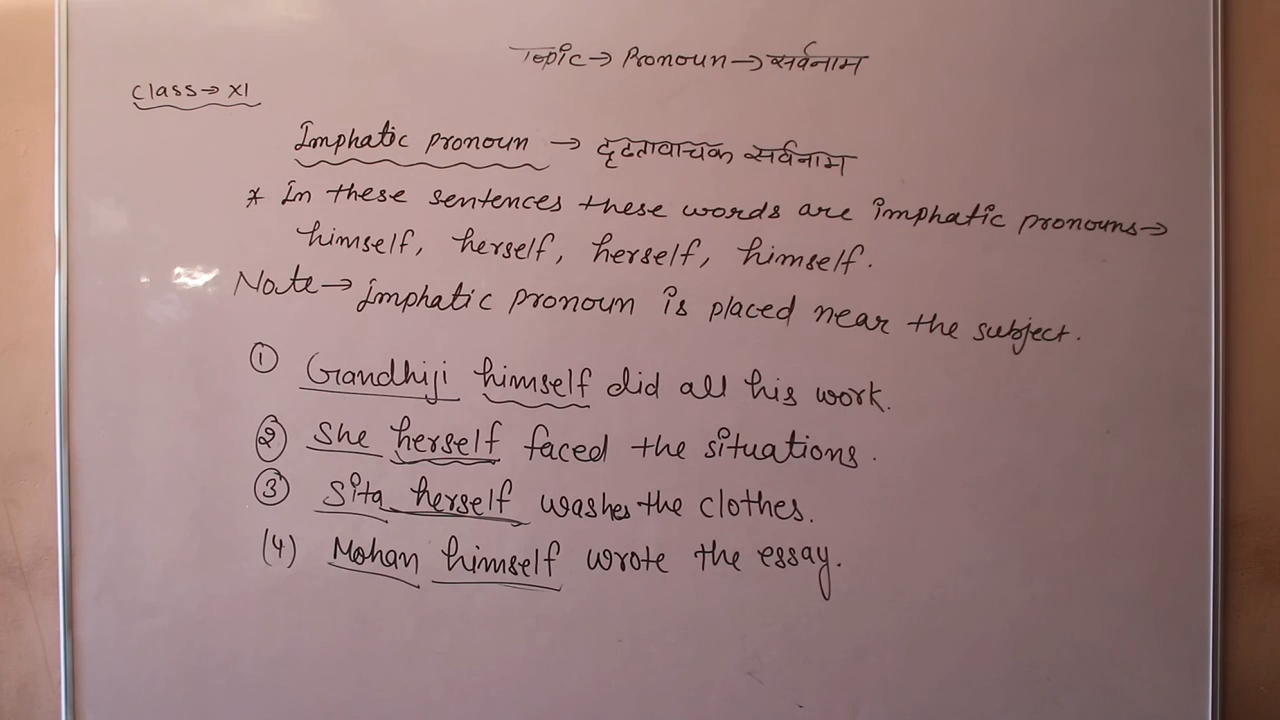 Topic→ Pronoun→सर्वनाम
Class→ XI
Imphatic pronoun → दृढतावाचक सर्वनाम
* In these sentences these words are imphatic pronouns→
himself, herself, herself, himself.
Note→ imphatic pronoun is placed near the subject.
① Gandhiji himself did all his work.
② She herself faced the situations.
③ Sita herself washes the clothes.
(4) Mohan himself wrote the essay.